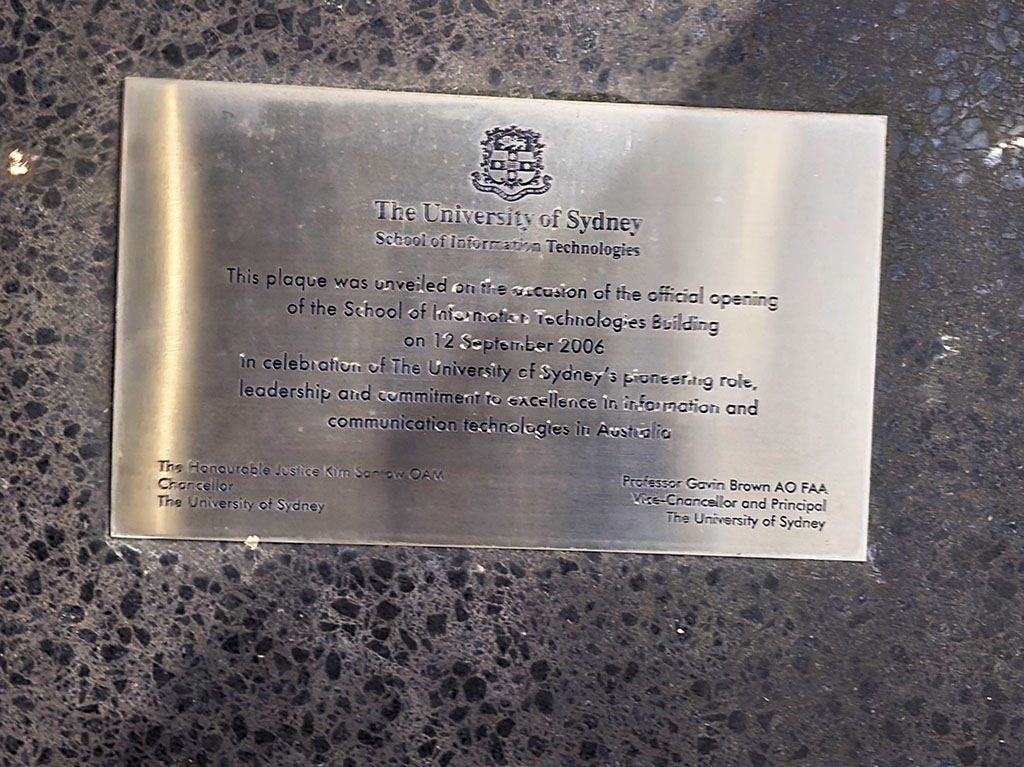 The University of Sydney
School of Information Technologies
This plaque was unveiled on the occasion of the official opening
of the School of Information Technologies Building
on 12 September 2006
in celebration of The University of Sydney's pioneering role,
leadership and commitment to excellence in information and
communication technologies in Australia
The Honourable Justice Kim Santow OAM
Chancellor
The University of Sydney
Professor Gavin Brown AO FAA
Vice-Chancellor and Principal
The University of Sydney